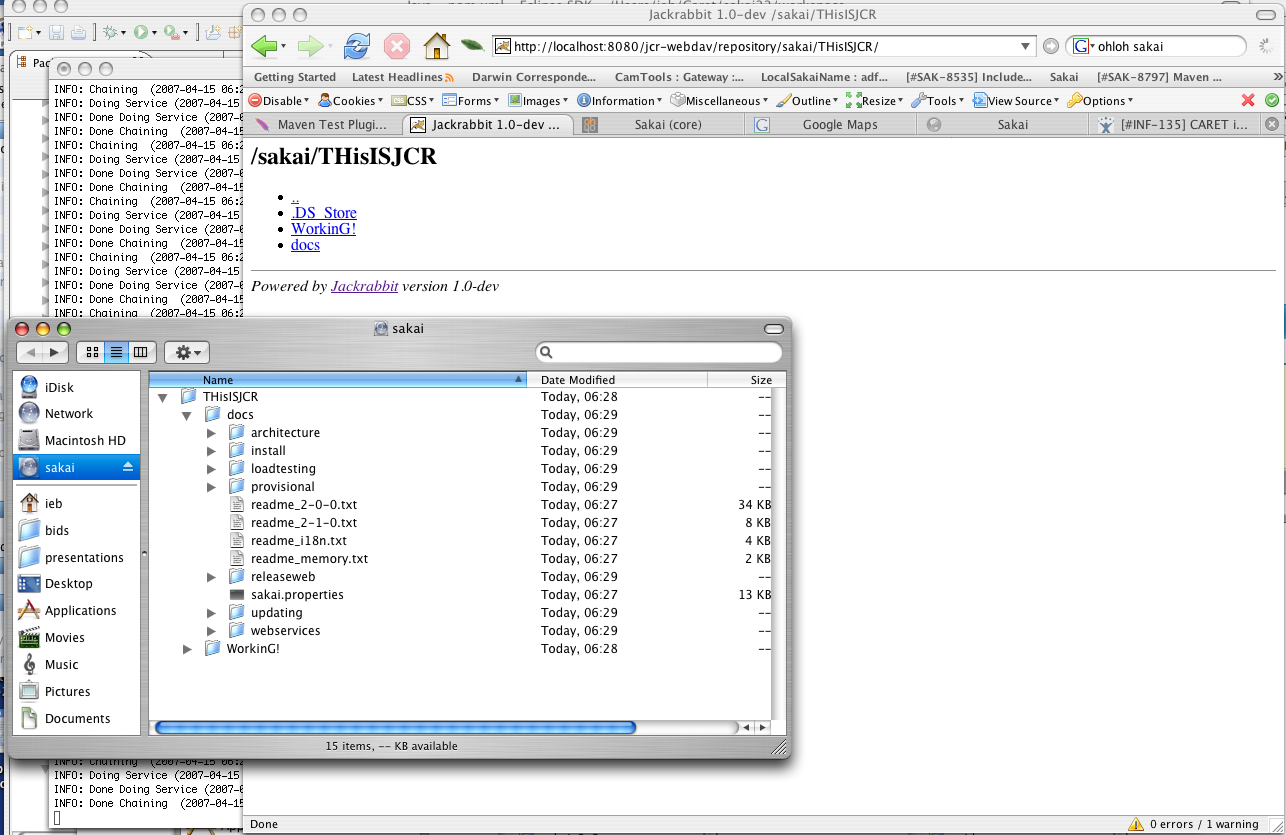 Jackrabbit 1.0-dev /sakai/THisISJCR
http://localhost:8080/jcr-webdav/repository/sakai/THisISJCR/
ohloh sakai
Getting Started Latest Headlines Darwin Corresponde... CamTools : Gateway :... LocalSakaiName : adf... [#SAK-8535] Include... Sakai [#SAK-8797] Maven ...
Disable Cookies CSS Forms Images Information Miscellaneous Outline Resize Tools View Source Options
Maven Test Plugi... Jackrabbit 1.0-dev ... Sakai (core) Google Maps Sakai [#INF-135] CARET i...
/sakai/THisISJCR
..
.DS_Store
WorkinG!
docs
Powered by Jackrabbit version 1.0-dev
INFO: Chaining (2007-04-15 06:2
INFO: Doing Service (2007-04-15
INFO: Done Doing Service (2007-
INFO: Done Chaining (2007-04-15
INFO: Chaining (2007-04-15 06:2
INFO: Doing Service (2007-04-15
INFO: Done Doing Service (2007-
INFO: Done Chaining (2007-04-15
INFO: Chaining (2007-04-15 06:2
INFO: Doing Service (2007-04-15
INFO: Done Doing Service (2007-
INFO: Done Chaining (2007-04-15
INFO: Chaining (2007-04-15 06:2
INFO: Doing Service (2007-04-15
INFO: Done Doing Service (2007-
INFO: Done Chaining (2007-04-15
INFO: Chaining (2007-04-15 06:2
sakai
Name Date Modified Size
iDisk
Network
Macintosh HD
sakai
ieb
bids
presentations
Desktop
Applications
Movies
Music
Pictures
Documents
THisISJCR Today, 06:28 --
docs Today, 06:29 --
architecture Today, 06:29 --
install Today, 06:29 --
loadtesting Today, 06:29 --
provisional Today, 06:29 --
readme_2-0-0.txt Today, 06:27 34 KB
readme_2-1-0.txt Today, 06:27 8 KB
readme_i18n.txt Today, 06:27 4 KB
readme_memory.txt Today, 06:27 2 KB
releaseweb Today, 06:29 --
sakai.properties Today, 06:27 13 KB
updating Today, 06:29 --
webservices Today, 06:29 --
WorkinG! Today, 06:28 --
15 items, -- KB available
INFO: Chaining (2007-04-15 06:2
INFO: Doing Service (2007-04-15
INFO: Done Doing Service (2007-
INFO: Done Chaining (2007-04-15
Done
0 errors / 1 warning